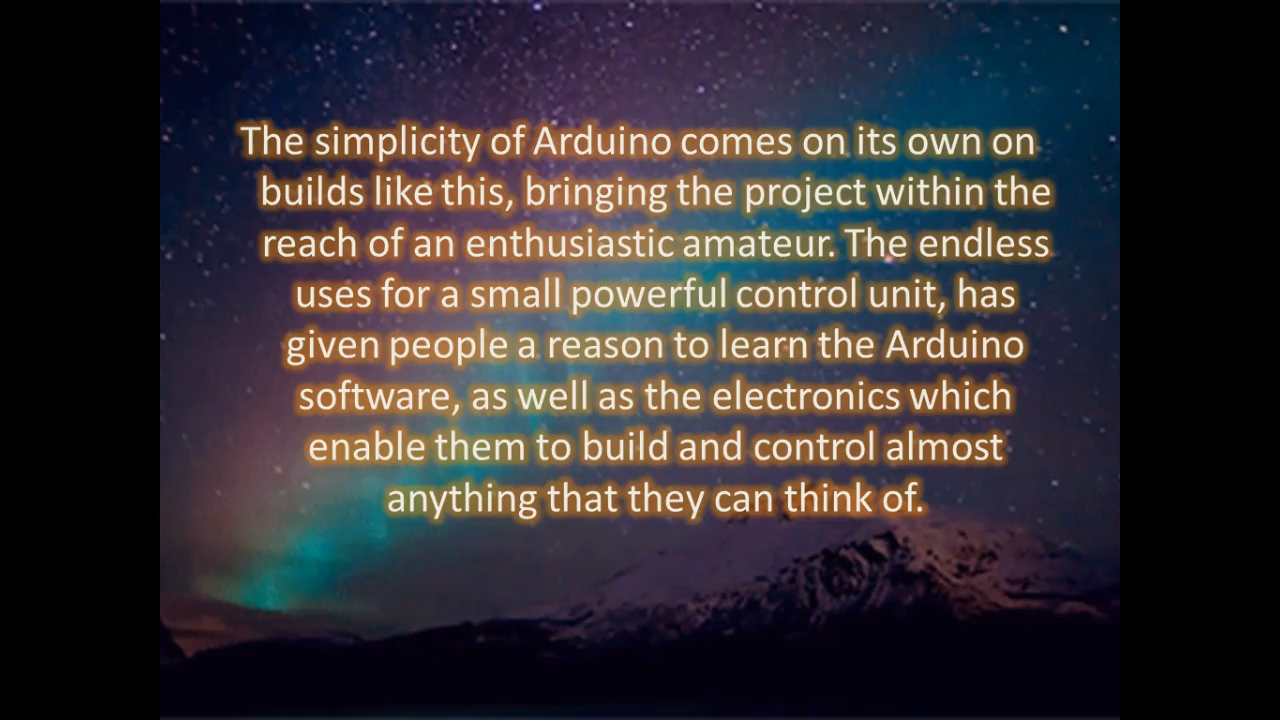 The simplicity of Arduino comes on its own on
builds like this, bringing the project within the
reach of an enthusiastic amateur. The endless
uses for a small powerful control unit, has
given people a reason to learn the Arduino
software, as well as the electronics which
enable them to build and control almost
anything that they can think of.